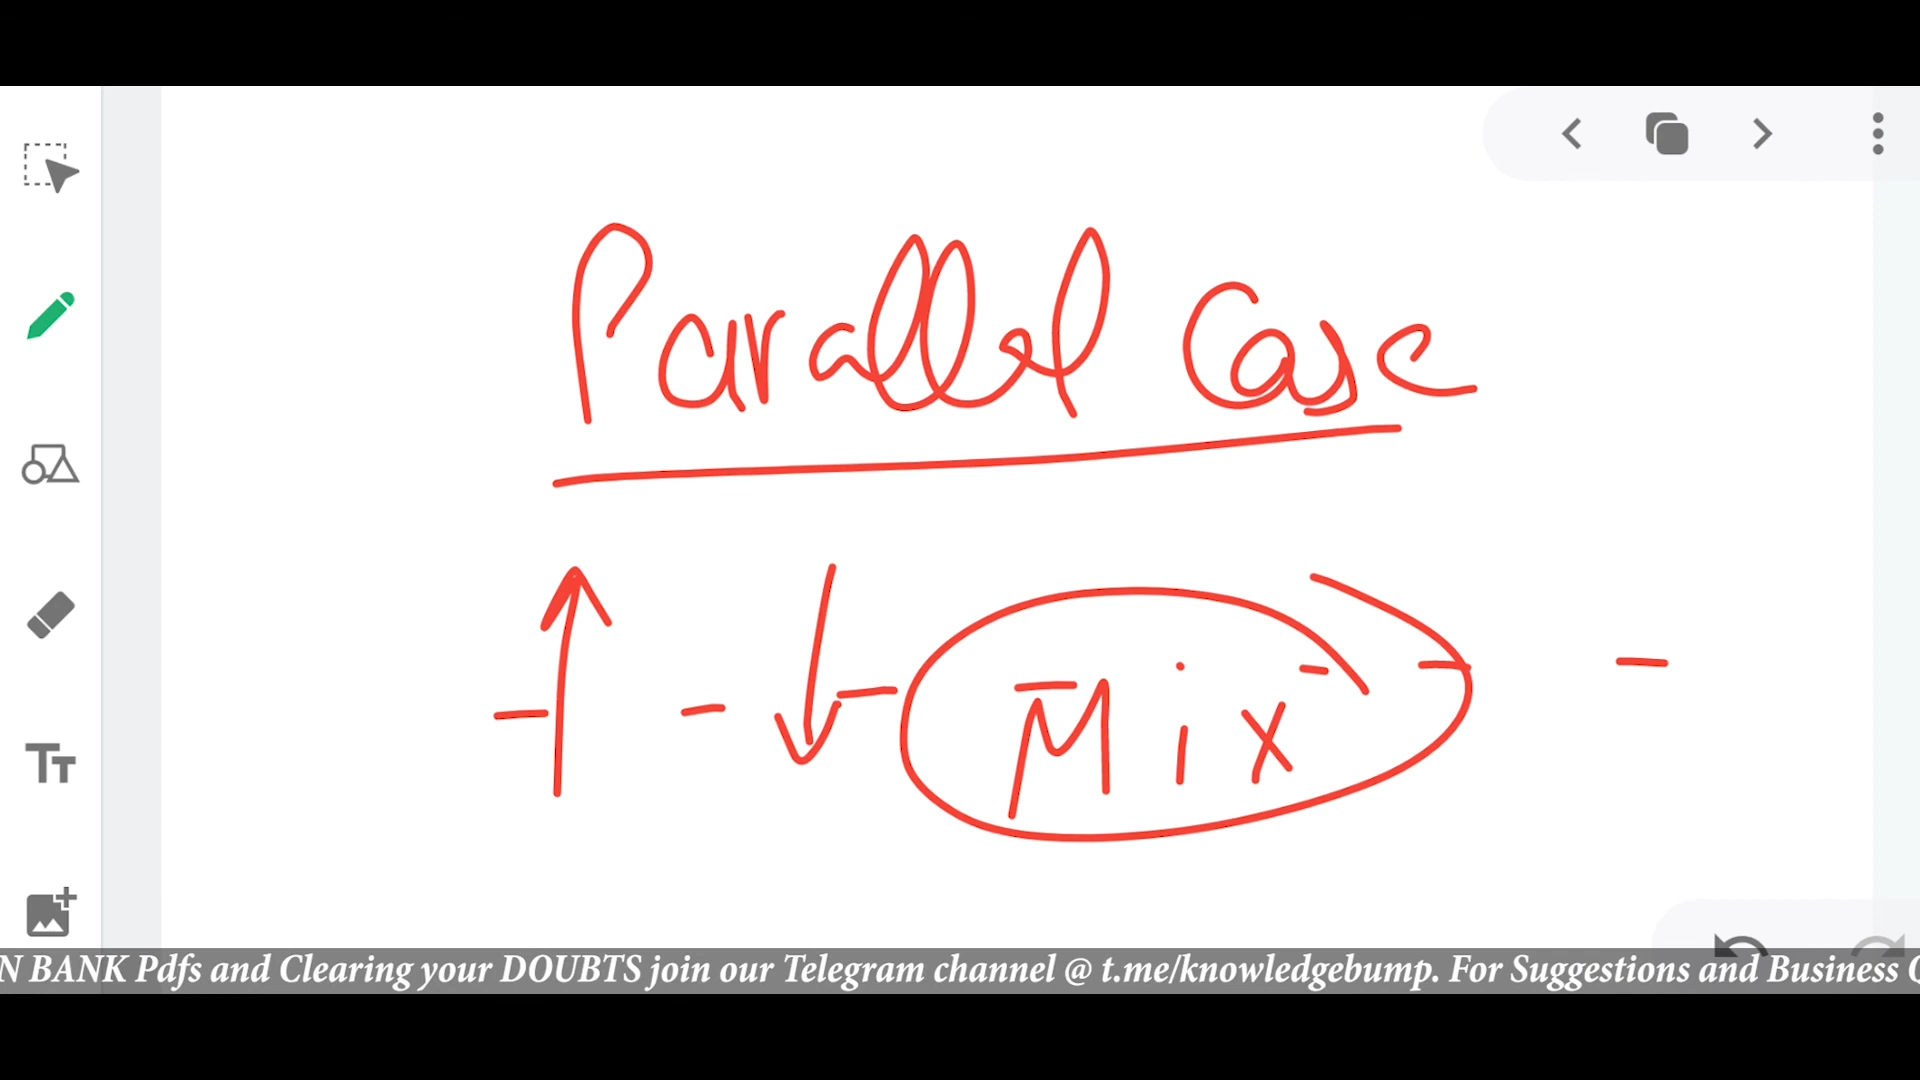 Parallel Case
Mix
N BANK Pdfs and Clearing your DOUBTS join our Telegram channel @ t.me/knowledgebump. For Suggestions and Business